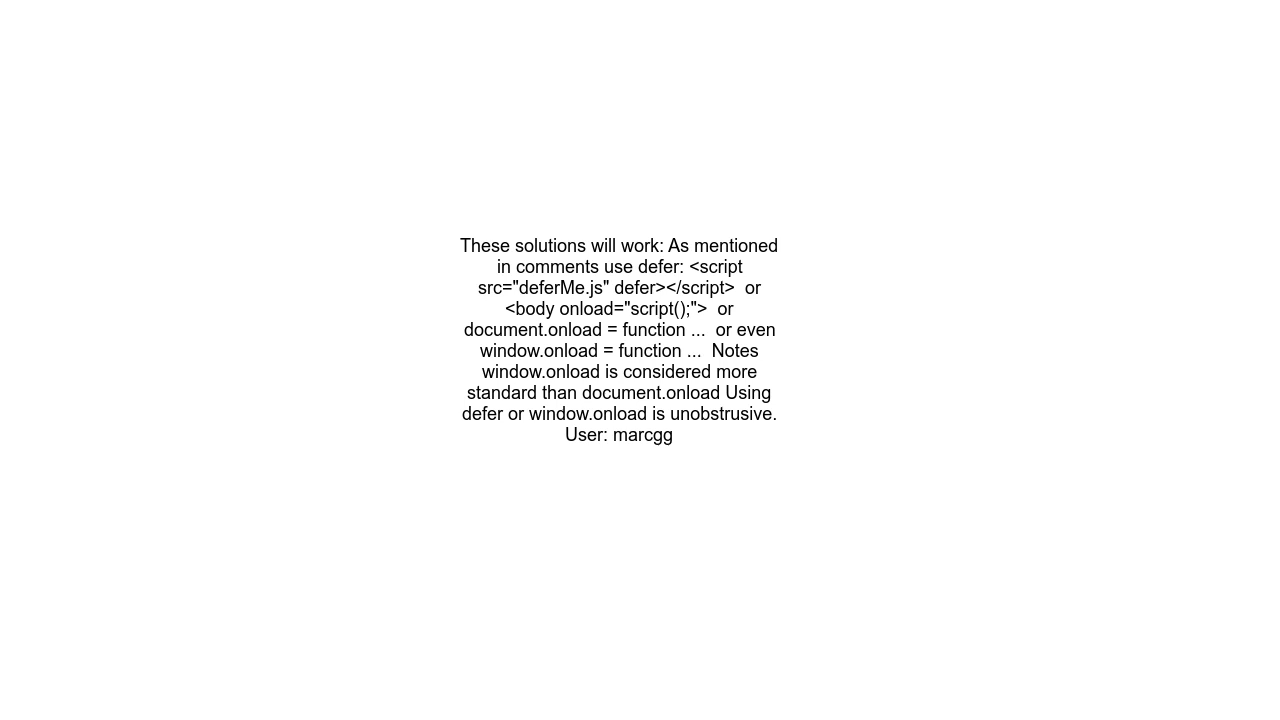 These solutions will work: As mentioned
in comments use defer: <script
src="deferMe.js" defer></script>  or
<body onload="script();">  or
document.onload = function ...  or even
window.onload = function ...  Notes
window.onload is considered more
standard than document.onload Using
defer or window.onload is unobstrusive.
User: marcgg